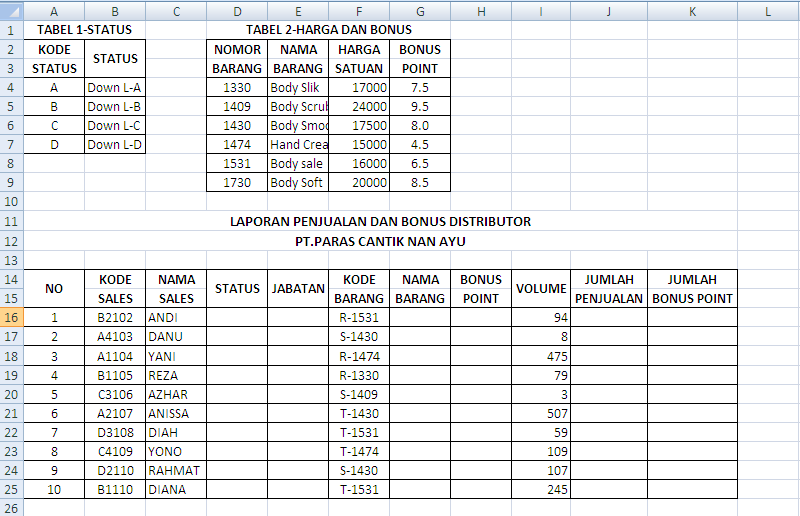 A B C D E F G H I J K L
1 TABEL 1-STATUS TABEL 2-HARGA DAN BONUS
2 KODE STATUS NOMOR NAMA HARGA BONUS
3 STATUS BARANG BARANG SATUAN POINT
4 A Down L-A 1330 Body Slik 17000 7.5
5 B Down L-B 1409 Body Scrub 24000 9.5
6 C Down L-C 1430 Body Smoo 17500 8.0
7 D Down L-D 1474 Hand Crea 15000 4.5
8 1531 Body sale 16000 6.5
9 1730 Body Soft 20000 8.5
10
11 LAPORAN PENJUALAN DAN BONUS DISTRIBUTOR
12 PT.PARAS CANTIK NAN AYU
13
14 NO KODE NAMA STATUS JABATAN KODE NAMA BONUS VOLUME JUMLAH JUMLAH
15 SALES SALES BARANG BARANG POINT PENJUALAN BONUS POINT
16 1 B2102 ANDI R-1531 94
17 2 A4103 DANU S-1430 8
18 3 A1104 YANI R-1474 475
19 4 B1105 REZA R-1330 79
20 5 C3106 AZHAR S-1409 3
21 6 A2107 ANISSA T-1430 507
22 7 D3108 DIAH T-1531 59
23 8 C4109 YONO T-1474 109
24 9 D2110 RAHMAT S-1430 107
25 10 B1110 DIANA T-1531 245
26